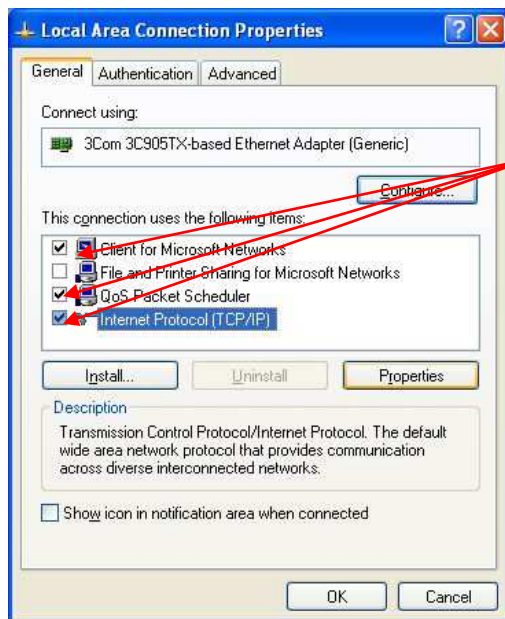 Local Area Connection Properties
General Authentication Advanced
Connect using:
3Com 3C905TX-based Ethernet Adapter (Generic)
Configure...
This connection uses the following items:
Client for Microsoft Networks
File and Printer Sharing for Microsoft Networks
QoS Packet Scheduler
Internet Protocol (TCP/IP)
Install... Uninstall Properties
Description
Transmission Control Protocol/Internet Protocol. The default
wide area network protocol that provides communication
across diverse interconnected networks.
Show icon in notification area when connected
OK Cancel